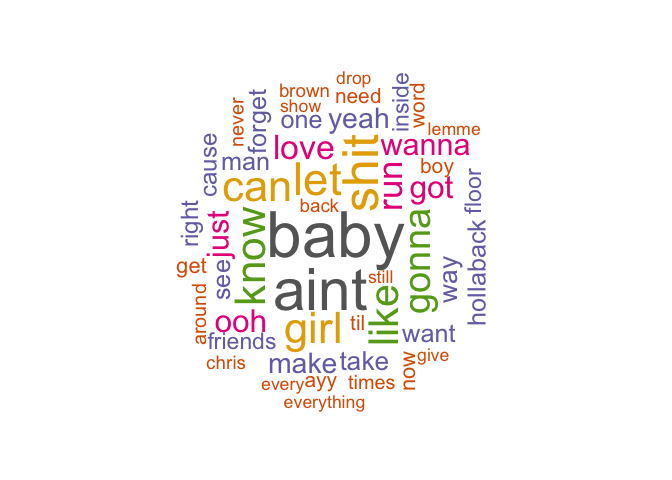 drop
brown
show
need
inside
word
never
forget
one
yeah
lemme
cause
man
love
shit
wanna
can
let
run
boy
got
back
right
just
know
baby
gonna
floor
hollaback
way
get
see
aint
still
like
around
ooh
girl
til
want
friends
chris
make
take
now
give
every
ayy
times
everything